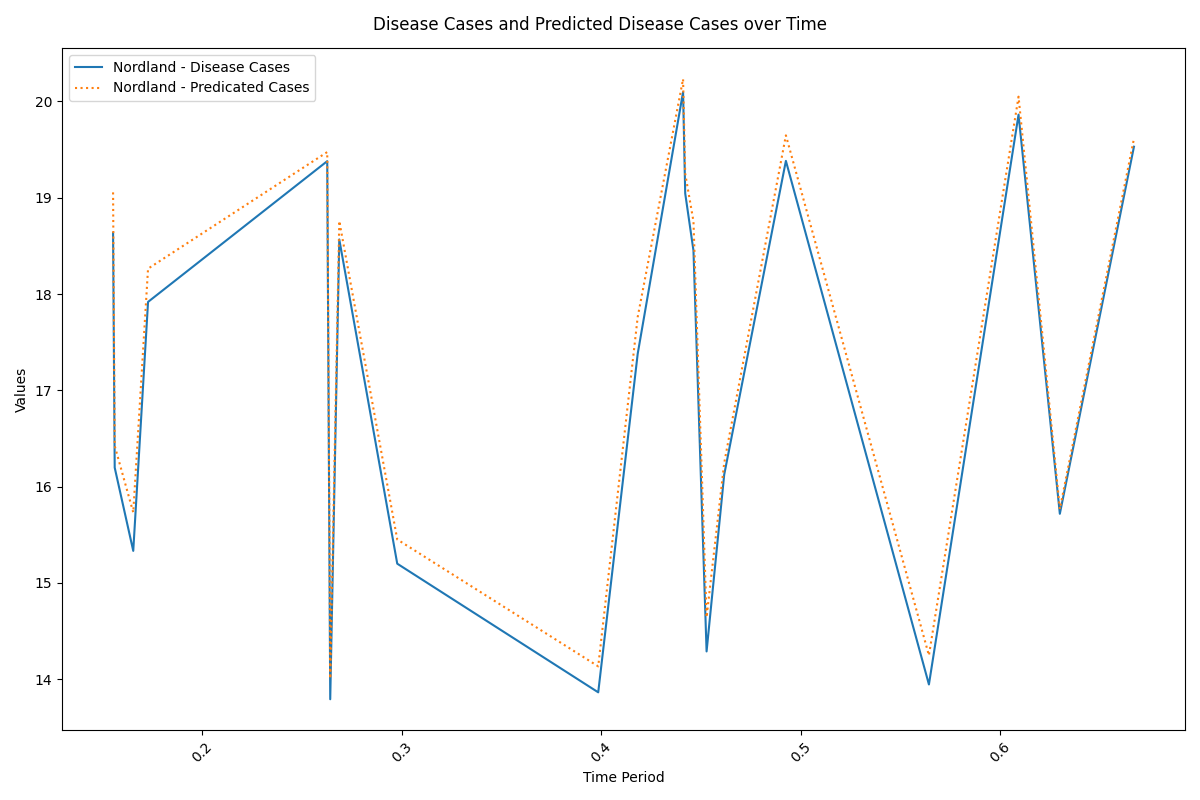 Disease Cases and Predicted Disease Cases over Time
Nordland - Disease Cases
Nordland - Predicated Cases
Values
20
19
18
17
16
15
14
0.2
0.3
0.4
0.5
0.6
Time Period